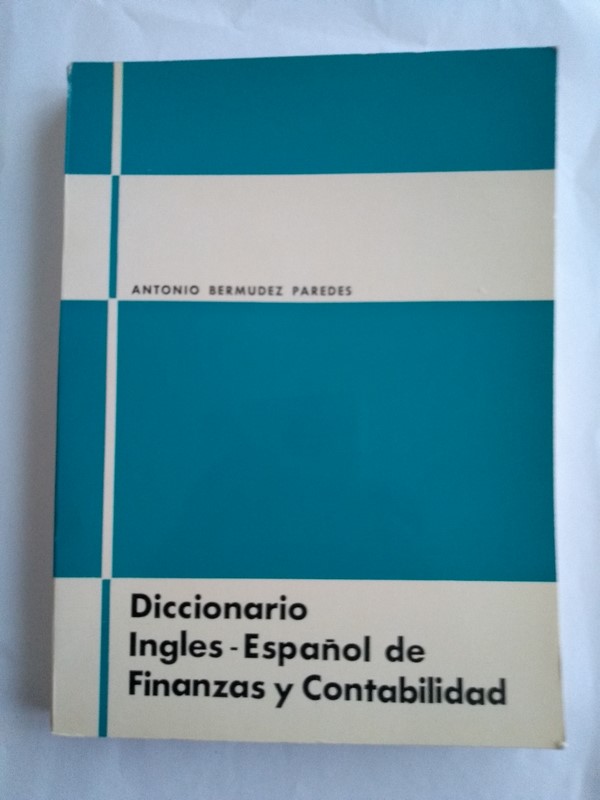 ANTONIO BERMUDEZ PAREDES
Diccionario
Ingles - Español de
Finanzas y Contabilidad